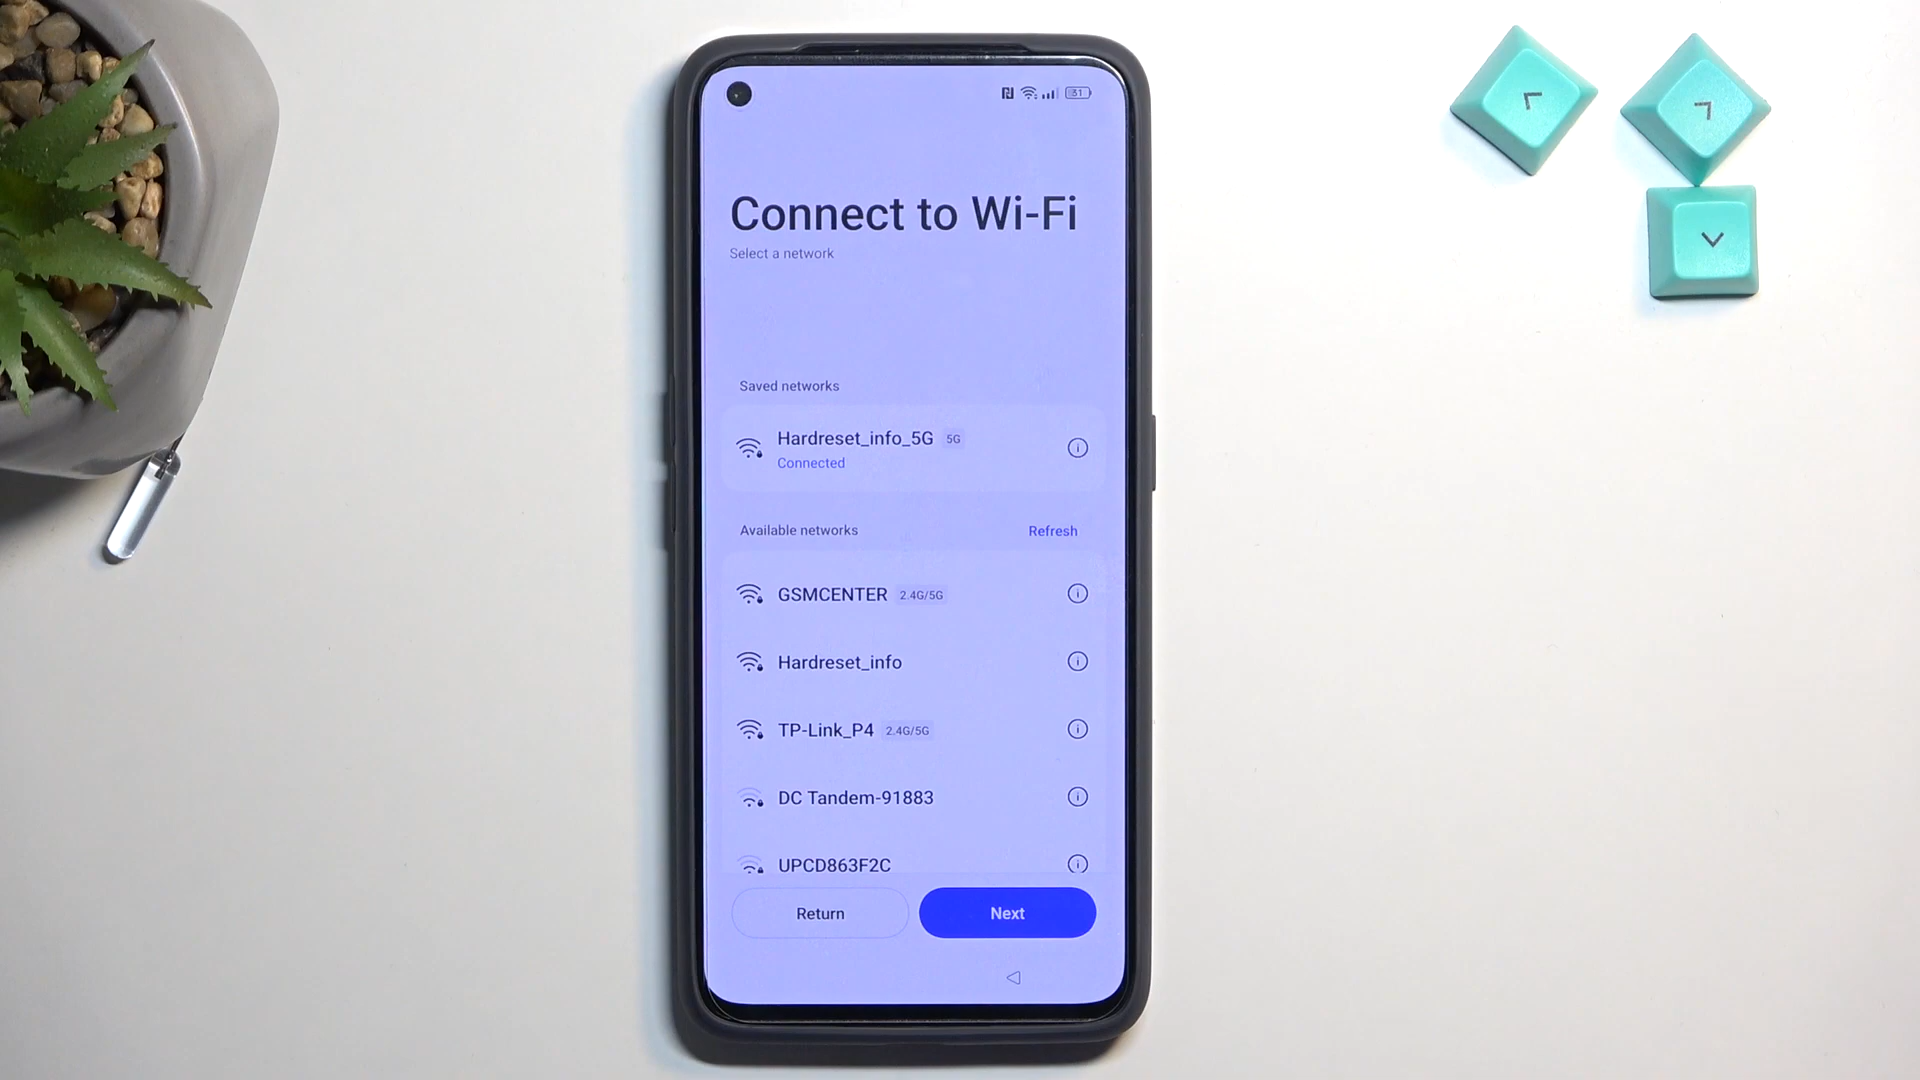 31
Connect to Wi-Fi
Select a network
Saved networks
Hardreset_info_5G 5G
Connected
Available networks Refresh
GSMCENTER 2.4G/5G
Hardreset_info
TP-Link_P4 2.4G/5G
DC Tandem-91883
UPCD863F2C
Return Next